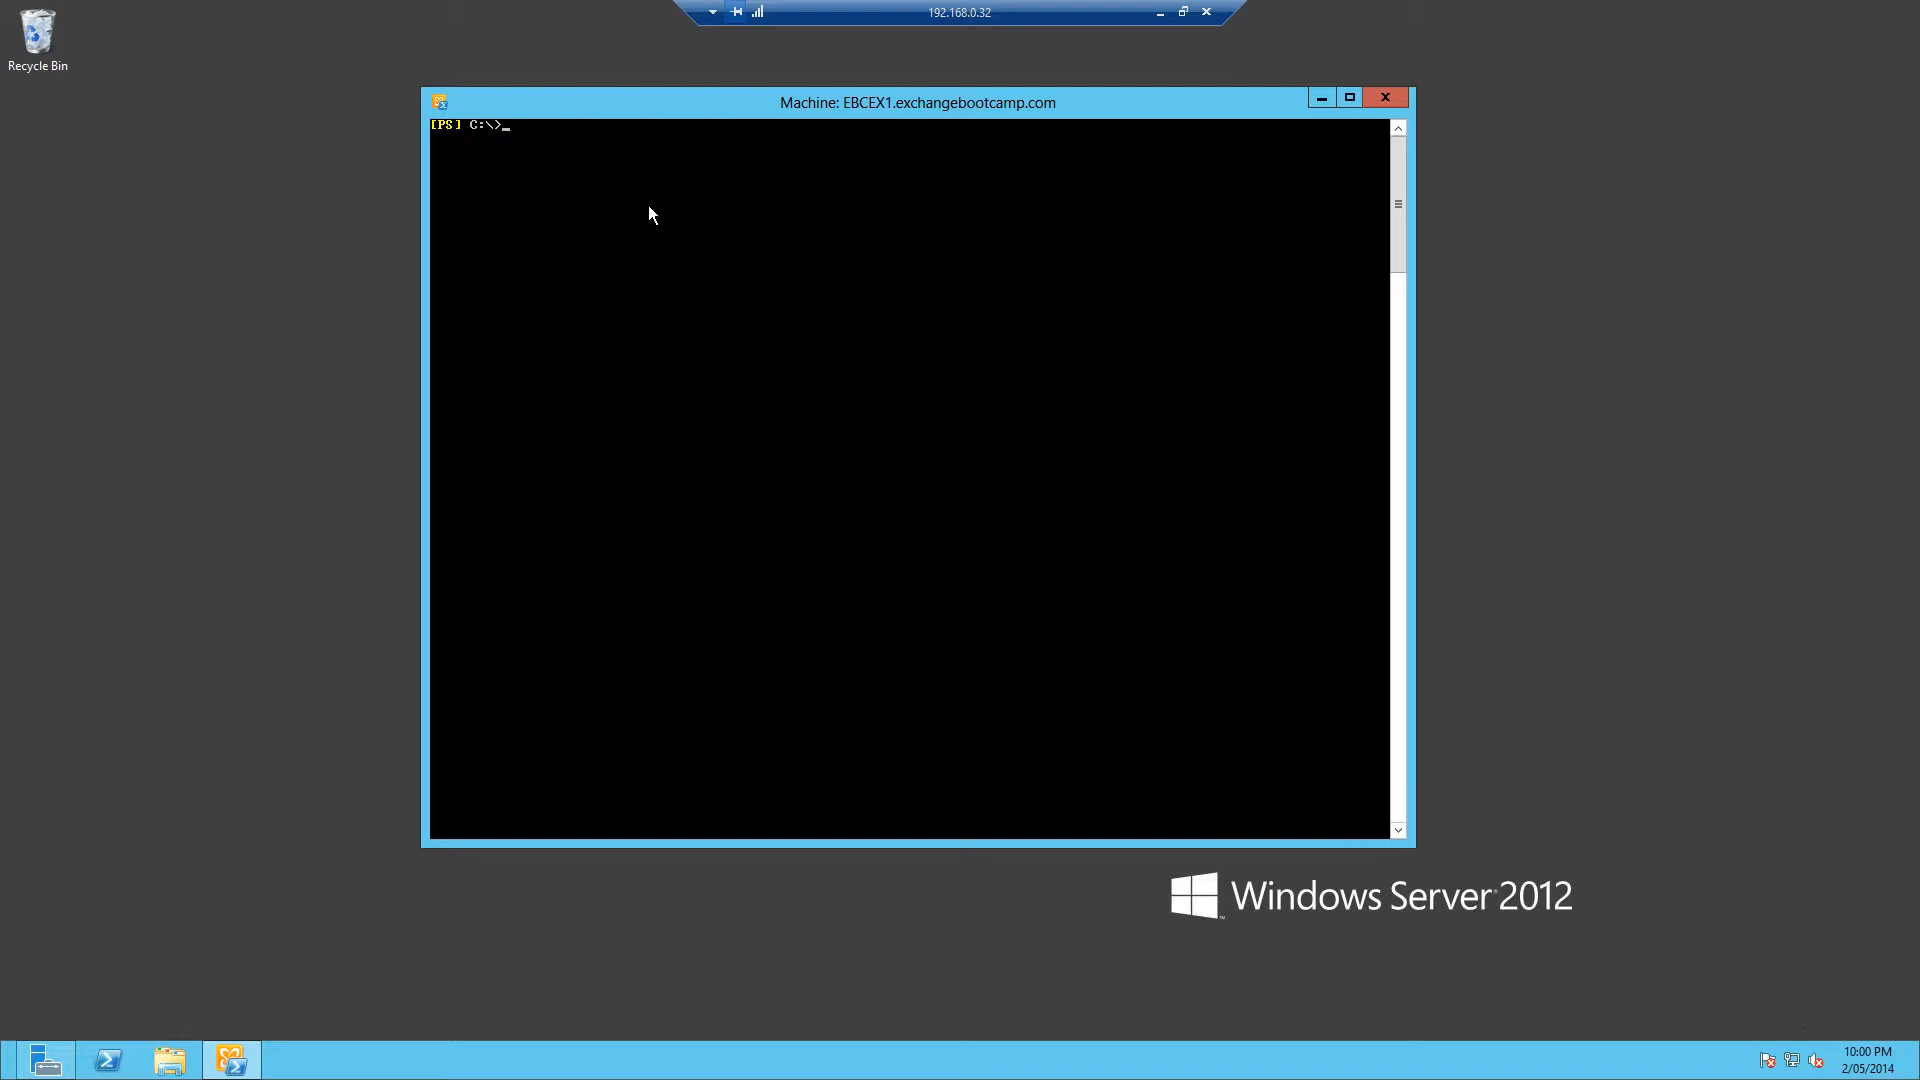 192.168.0.32
Recycle Bin
Machine: EBCEX1.exchangebootcamp.com
[PS] C:\>_
Windows Server 2012
10:00 PM
2/05/2014